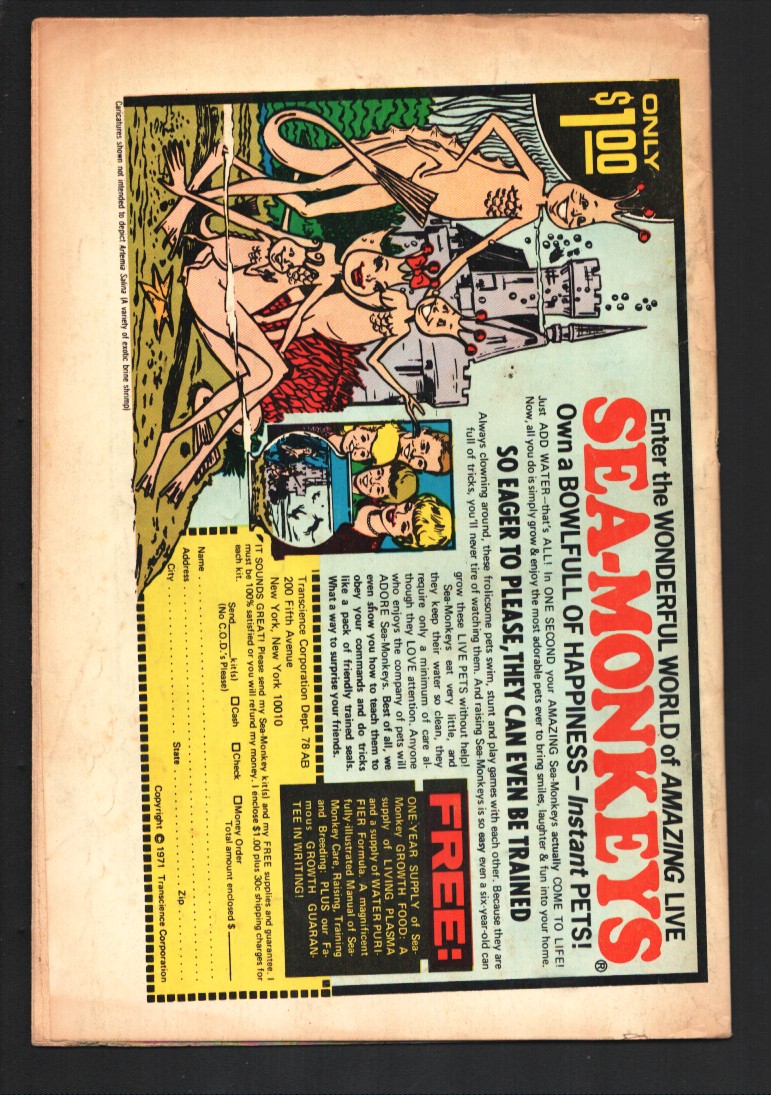 ONLY
$1.00
Enter the WONDERFUL WORLD of AMAZING LIVE
SEA-MONKEYS®
Own a BOWLFULL OF HAPPINESS—Instant PETS!
Just ADD WATER—that's ALL! In ONE SECOND your AMAZING Sea-Monkeys actually COME TO LIFE!
Now, all you do is simply grow & enjoy the most adorable pets ever to bring smiles, laughter & fun into your home.
SO EAGER TO PLEASE, THEY CAN EVEN BE TRAINED
Always clowning around, these frolicsome pets swim, stunt and play games with each other. Because they are
full of tricks, you'll never tire of watching them. And raising Sea-Monkeys is so easy even a six-year-old can
grow these LIVE PETS without help!
Sea-Monkeys eat very little, and
they keep their water so clean, they
require only a minimum of care al-
though they LOVE attention. Anyone
who enjoys the company of pets will
ADORE Sea-Monkeys. Best of all, we
even show you how to teach them to
obey your commands and do tricks
like a pack of friendly trained seals.
What a way to surprise your friends.
FREE:
ONE-YEAR SUPPLY of Sea-
Monkey GROWTH FOOD: A
supply of LIVING PLASMA
and a supply of WATER PURI-
FIER Formula. A magnificent
fully-illustrated Manual of Sea-
Monkey Care, Raising, Training
and Breeding; PLUS our Fa-
mous GROWTH GUARAN-
TEE IN WRITING!
Transcience Corporation Dept. 78AB
200 Fifth Avenue
New York, New York 10010
IT SOUNDS GREAT! Please send my Sea-Monkey kit(s) and my FREE supplies and guarantee. I
must be 100% satisfied or you will refund my money. I enclose $1.00 plus 30c shipping charges for
each kit.
Send____kit(s) □Cash □Check □Money Order
(No C.O.D.'s Please) Total amount enclosed $
Name
Address
City State Zip
Copyright © 1971 Transcience Corporation
Caricatures shown not intended to depict Artemia Salina (A variety of exotic brine shrimp)